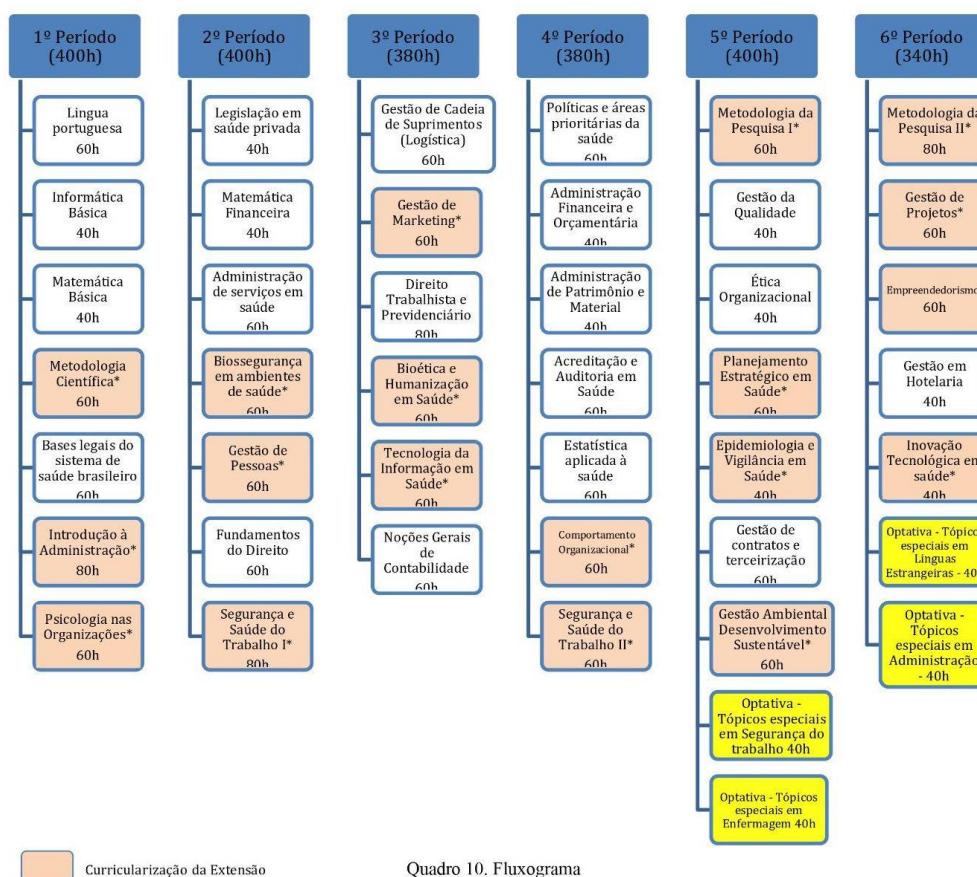 1º Período
(400h)
Lingua
portuguesa
60h
Informática
Básica
40h
Matemática
Básica
40h
Metodologia
Científica*
60h
Bases legais do
sistema de
saúde brasileiro
60h
Introdução à
Administração*
80h
Psicologia nas
Organizações*
60h
2º Período
(400h)
Legislação em
saúde privada
40h
Matemática
Financeira
40h
Administração
de serviços em
saúde
60h
Biossegurança
em ambientes
de saúde*
60h
Gestão de
Pessoas*
60h
Fundamentos
do Direito
60h
Segurança e
Saúde do
Trabalho I*
80h
3º Período
(380h)
Gestão de Cadeia
de Suprimentos
(Logística)
60h
Gestão de
Marketing*
60h
Direito
Trabalhista e
Previdenciário
80h
Bioética e
Humanização
em Saúde*
60h
Tecnologia da
Informação em
Saúde*
60h
Noções Gerais
de
Contabilidade
60h
4º Período
(380h)
Políticas e áreas
prioritárias da
saúde
60h
Administração
Financeira e
Orçamentária
40h
Administração
de Patrimônio e
Material
40h
Acreditação e
Auditoria em
Saúde
60h
Estatística
aplicada à
saúde
60h
Comportamento
Organizacional*
60h
Segurança e
Saúde do
Trabalho II*
60h
5º Período
(400h)
Metodologia da
Pesquisa I*
60h
Gestão da
Qualidade
40h
Ética
Organizacional
40h
Planejamento
Estratégico em
Saúde*
60h
Epidemiologia e
Vigilância em
Saúde*
40h
Gestão de
contratos e
terceirização
60h
Gestão Ambiental
Desenvolvimento
Sustentável*
60h
Optativa -
Tópicos especiais
em Segurança do
trabalho 40h
Optativa - Tópicos
especiais em
Enfermagem 40h
6º Período
(340h)
Metodologia da
Pesquisa II*
80h
Gestão de
Projetos*
60h
Empreendedorismo
60h
Gestão em
Hotelaria
40h
Inovação
Tecnológica em
saúde*
40h
Optativa - Tópicos
especiais em
Línguas
Estrangeiras - 40
Optativa -
Tópicos
especiais em
Administração
- 40h
Curricularização da Extensão
Quadro 10. Fluxograma